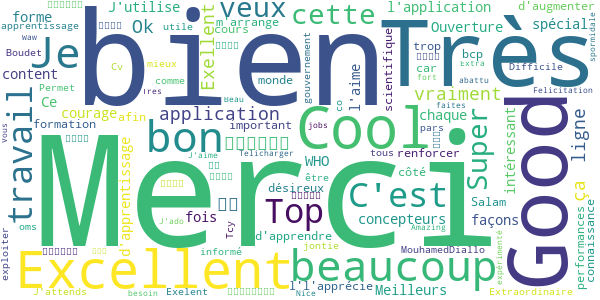 J'utilise veux cette l'application d'augmenter
forme Ok utile m'arrange Ouverture spécial
apprentissage cours trop bcp
Waw mieux
Boudet Je bien Très
Cv monde l'aime car Difficile
content Permet comme fort abattu
Ce courage Ires gouvernement scientifique Extra spormidale
afin Exellent Beau co vraiment Felicitation
travail application Cool chaque faites
formation bon important jobs pars intéressant ligne
vous J'aime Telicharger tous renforcer Super
WHO côté Good ça
d'apprentissage être
Merci désireux C'est Salam
fois Top concepteurs façons
oms J'ado Tcy Amazing
d'apprendre MouhamedDiallo performances connaissance
informé jontie expérimenté
exploiter Excellent beaucoup
l'l'apprécie Meilleurs
J'attends besoin Exelent Nice Extraordinaire